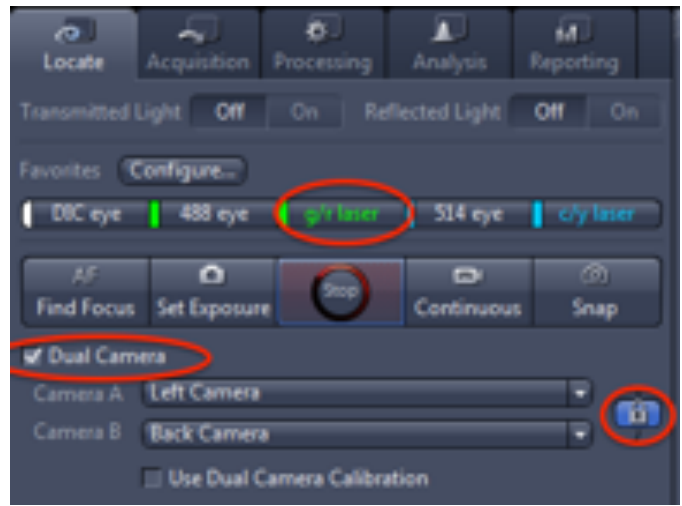 Locate Acquisition Processing Analysis Reporting
Transmitted Light Off On Reflected Light Off On
Favorites Configure...
DIC eye 488 eye g/r laser 514 eye c/y laser
AF Stop
Find Focus Set Exposure Continuous Snap
Dual Camera
Camera A Left Camera
Camera B Back Camera
Use Dual Camera Calibration